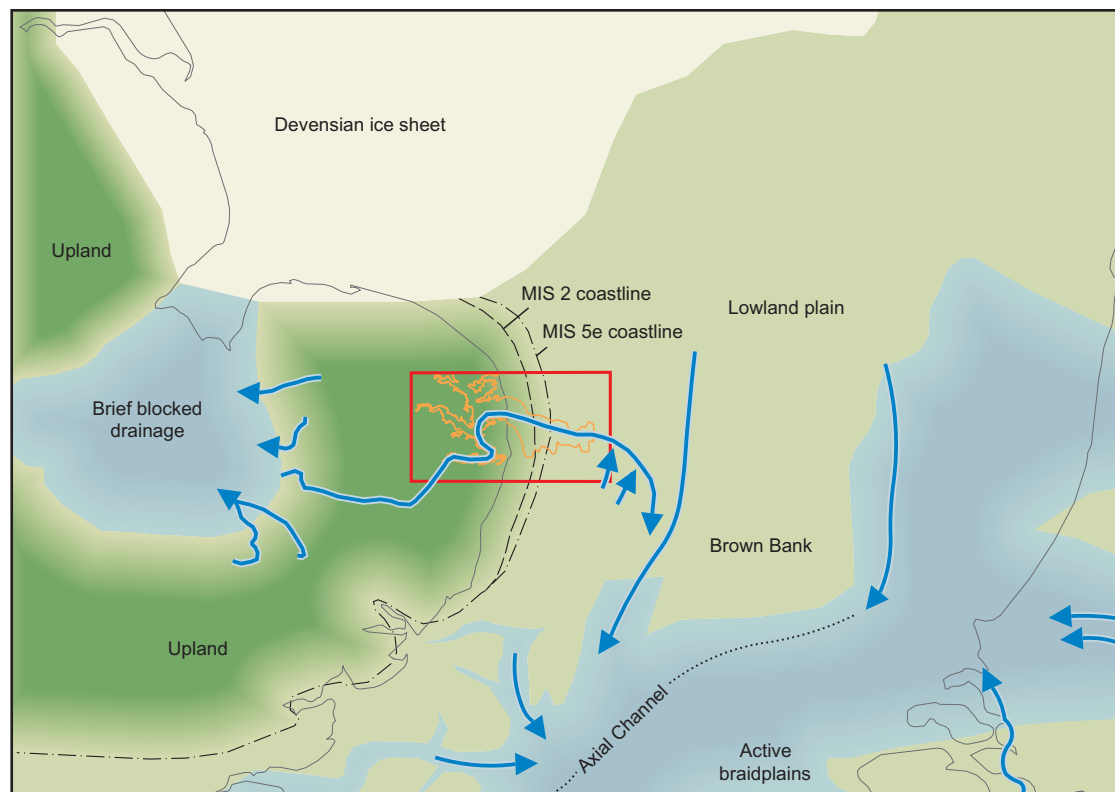 Devensian ice sheet
Upland
MIS 2 coastline
Lowland plain
MIS 5e coastline
Brief blocked
drainage
Brown Bank
Upland
Axial Channel
Active
braidplains